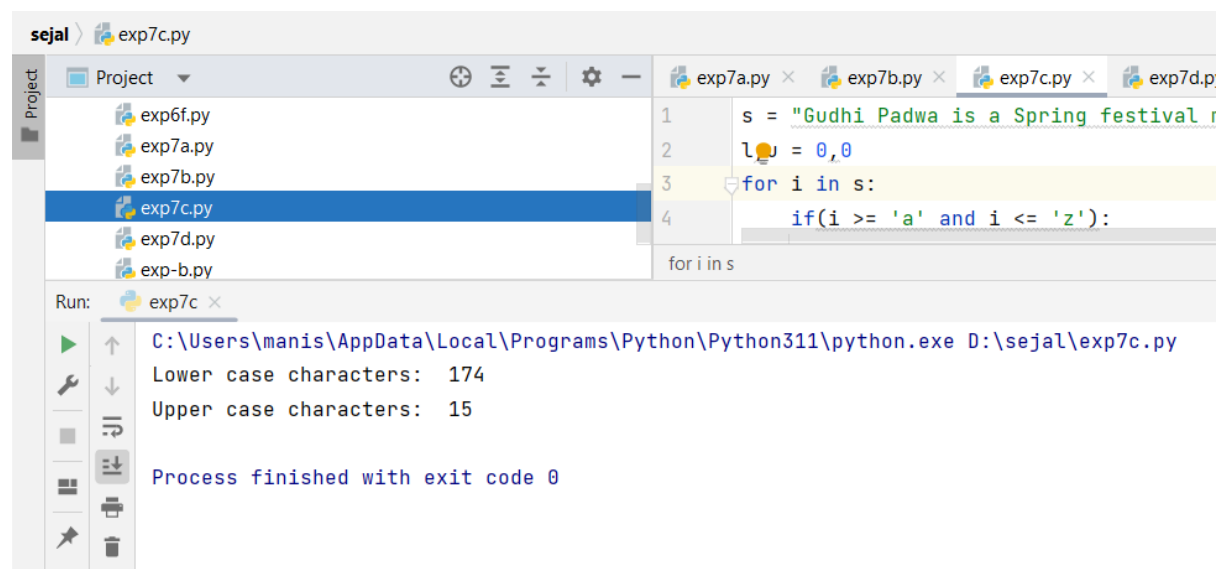 sejal exp7c.py
Project
Project
exp6f.py
exp7a.py
exp7b.py
exp7c.py
exp7d.py
exp-b.py
exp7a.py exp7b.py exp7c.py exp7d.p
1 s = "Gudhi Padwa is a Spring festival
2 l,u = 0,0
3 for i in s:
4 if(i >= 'a' and i <= 'z'):
for i in s
Run: exp7c
C:\Users\manis\AppData\Local\Programs\Python\Python311\python.exe D:\sejal\exp7c.py
Lower case characters:  174
Upper case characters:  15
Process finished with exit code 0